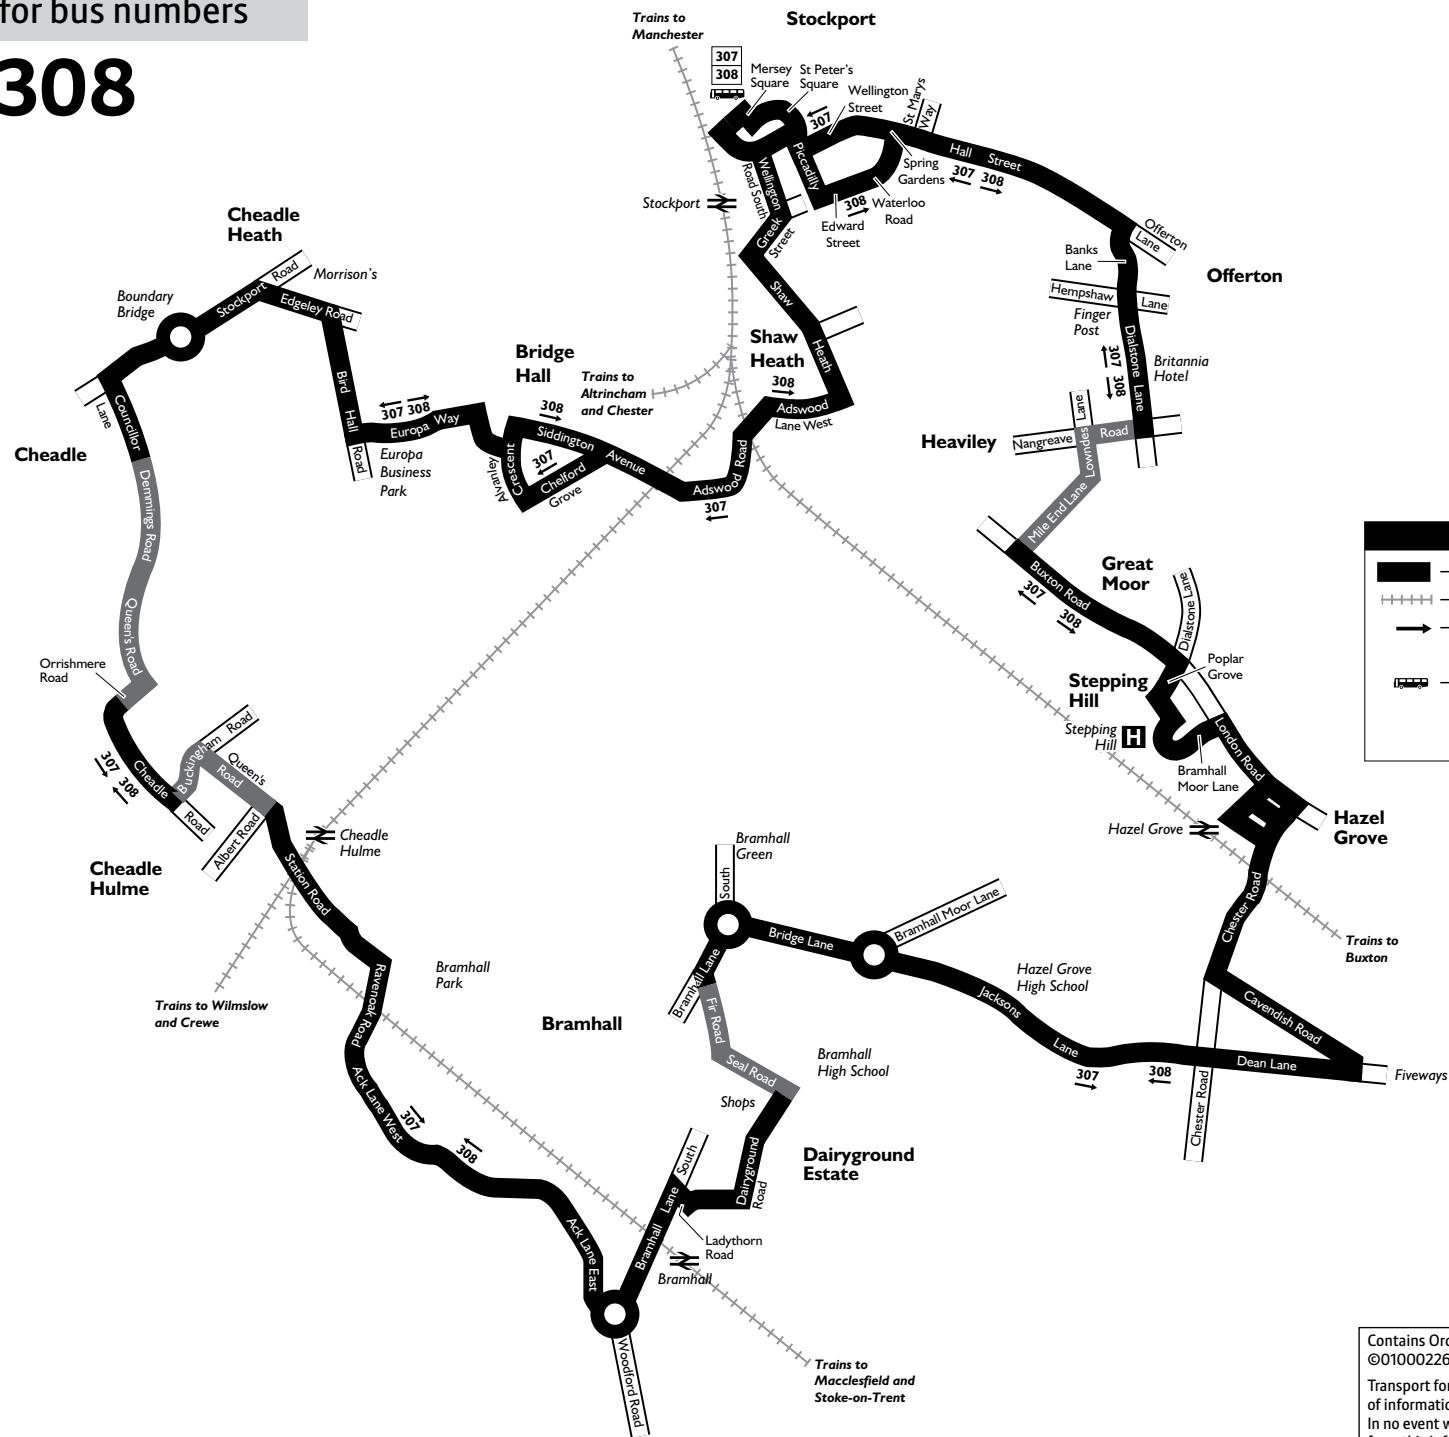 for bus numbers
308
Trains to
Manchester
Stockport
307
308
Mersey
Square
St Peter's
Square
Wellington
Street
St Marys
Way
307
Piccadilly
Wellington
Road South
Hall Street
307 308
Spring
Gardens
Waterloo
Road
308
Edward
Street
Stockport
Greek
Street
Offerton
Lane
Banks
Lane
Offerton
Hempshaw Lane
Finger
Post
Dialstone Lane
307
308
Britannia
Hotel
Cheadle
Heath
Stockport Road
Morrison's
Boundary
Bridge
Edgeley Road
Bird Hall
Road
Shaw
Heath
Shaw
Heath
Bridge
Hall
Trains to
Altrincham
and Chester
308
Adswood
Lane West
307 308
Europa Way
Europa
Business
Park
308
Siddington
Avenue
307
Alvanley
Crescent
Chelford
Grove
Adswood Road
307
Councillor
Lane
Cheadle
Demmings Road
Queen's Road
Heaviley
Nangreave Road
Lowndes Lane
Mile End Lane
Buxton Road
307
308
Great
Moor
Dialstone Lane
Poplar
Grove
Stepping
Hill
Stepping
Hill
H
London Road
Bramhall
Moor Lane
Hazel Grove
Hazel
Grove
Orrishmere
Road
307
308
Cheadle
Road
Buckingham Road
Queen's
Road
Albert Road
Cheadle
Hulme
Cheadle
Hulme
Station Road
Trains to Wilmslow
and Crewe
Ravenoak Road
Bramhall
Park
Ack Lane West
307
308
Ack Lane East
Bramhall
Green
South
Bridge Lane
Bramhall Moor Lane
Bramhall Lane
Bramhall
Fir Road
Seal Road
Bramhall
High School
Shops
Dairyground
Road
Dairyground
Estate
South
Bramhall Lane
Ladythorn
Road
Bramhall
Woodford Road
Trains to
Macclesfield and
Stoke-on-Trent
Hazel Grove
High School
Jacksons
Lane
307
308
Chester Road
Cavendish Road
Dean Lane
Fiveways
Chester Road
Trains to
Buxton
Contains Ord
©01000226
Transport for
of informatio
In no event w